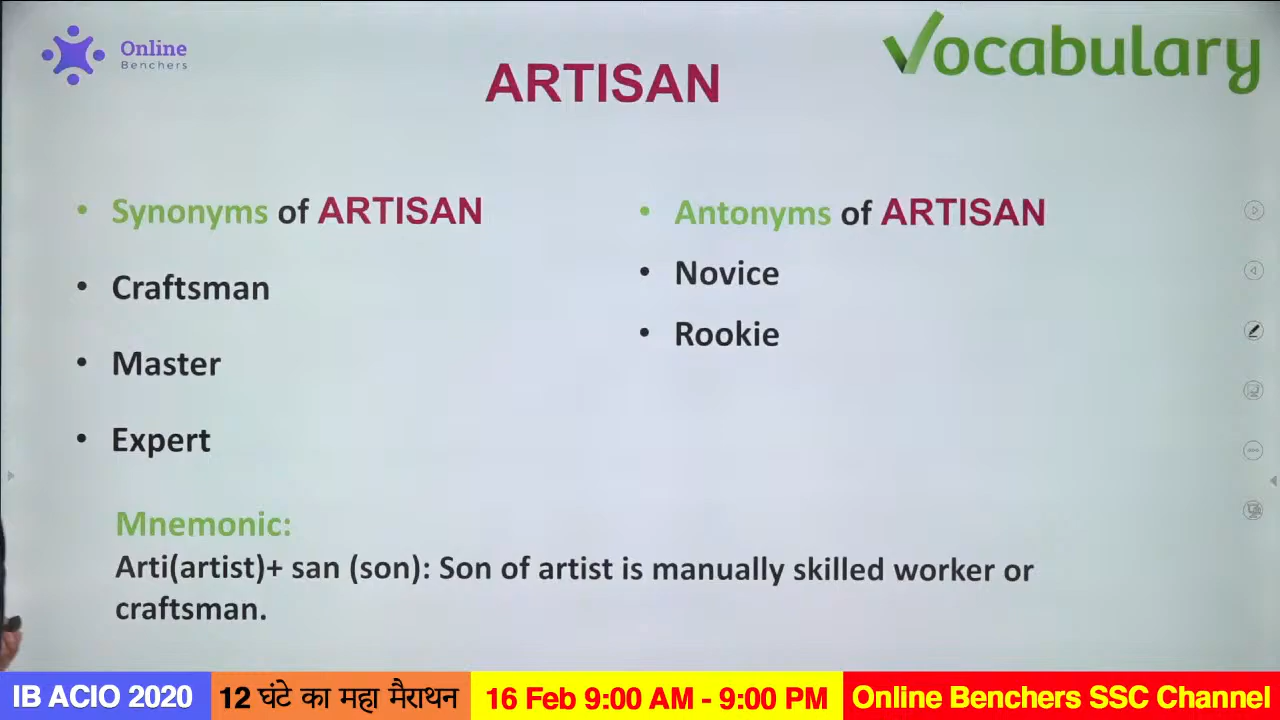 Online
Benchers
Vocabulary
ARTISAN
• Synonyms of ARTISAN
• Craftsman
• Master
• Expert
• Antonyms of ARTISAN
• Novice
• Rookie
Mnemonic:
Arti(artist)+ san (son): Son of artist is manually skilled worker or
craftsman.
IB ACIO 2020
12 घंटे का महा मैराथन
16 Feb 9:00 AM - 9:00 PM
Online Benchers SSC Channel